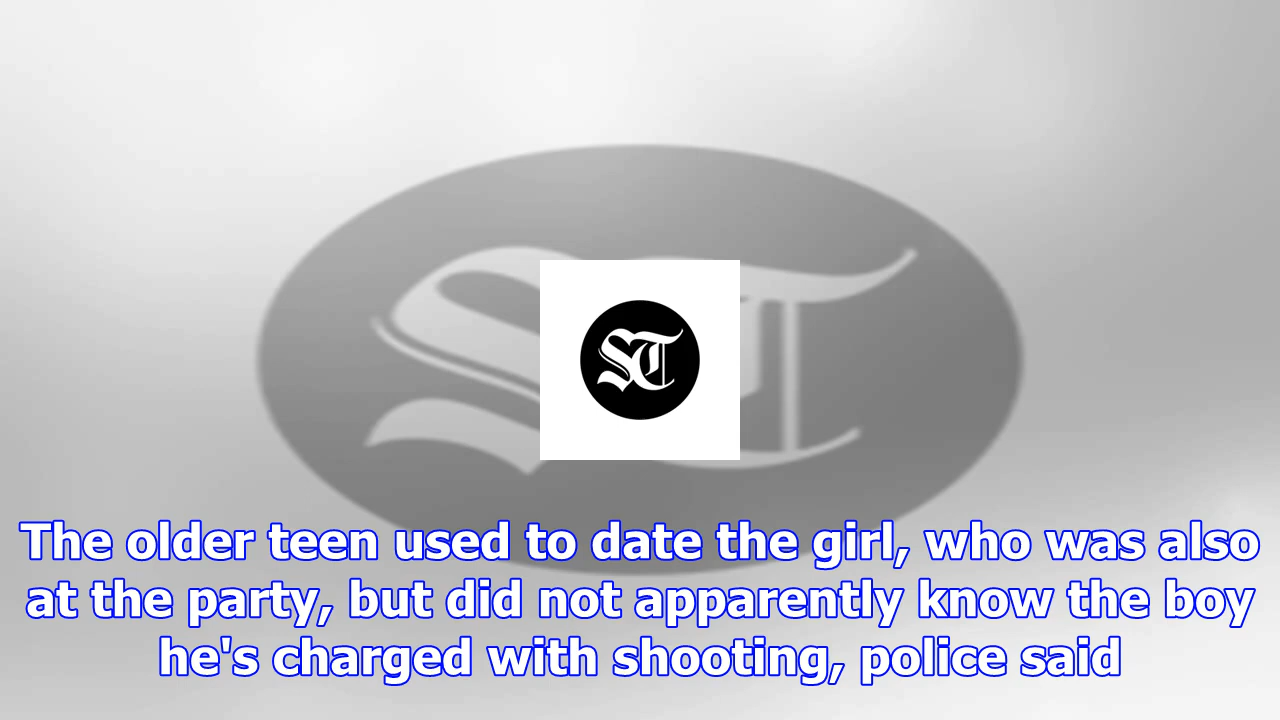 ST
The older teen used to date the girl, who was also
at the party, but did not apparently know the boy
he's charged with shooting, police said